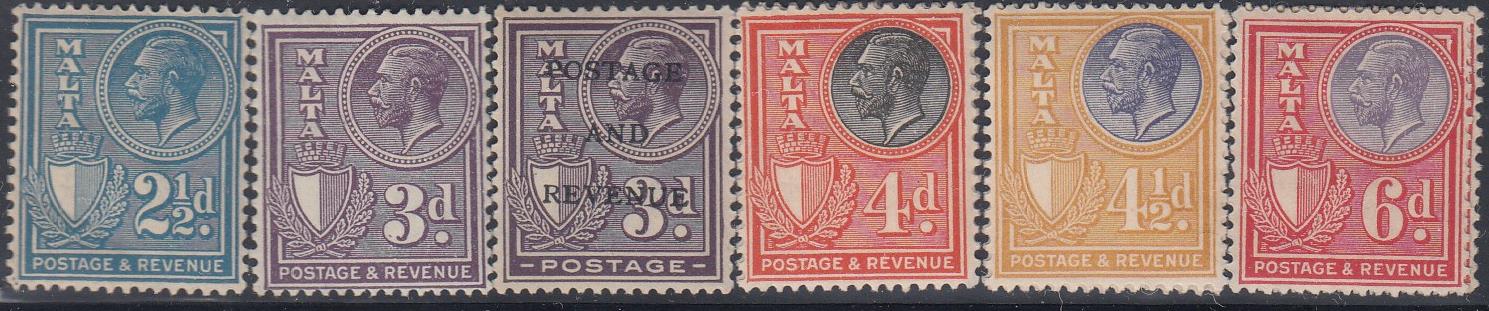 MALTA
2½d.
POSTAGE & REVENUE
MALTA
3d.
POSTAGE & REVENUE
MALTA
POSTAGE
AND
REVENUE
3d.
- POSTAGE -
MALTA
4d.
POSTAGE & REVENUE
MALTA
4½d.
POSTAGE & REVENUE
MALTA
6d.
POSTAGE & REVENUE